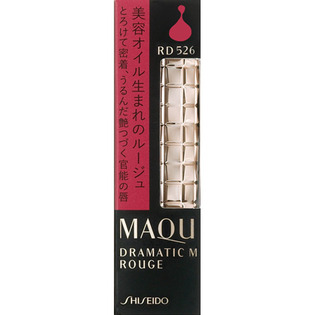 RD 526
美容オイル生まれのルージュ
とろけて密着、うるんだ艶つづく官能の唇
MAQU
DRAMATIC M
ROUGE
SHISEIDO